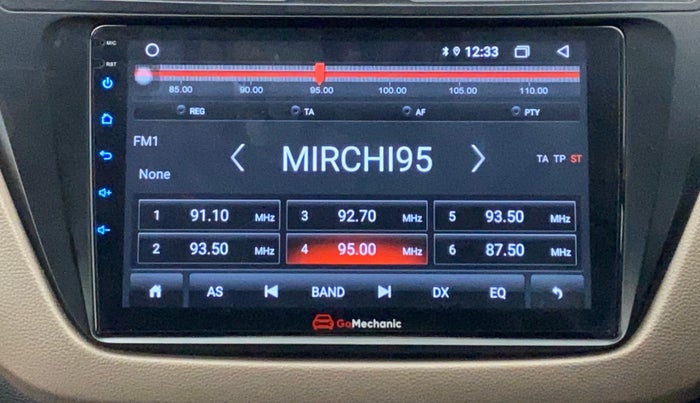 MIC
12:33
RST
85.00 90.00 95.00 100.00 105.00 110.00
REG TA AF PTY
FM1
MIRCHI95
TA TP ST
None
1 91.10 MHz 3 92.70 MHz 5 93.50 MHz
2 93.50 MHz 4 95.00 MHz 6 87.50 MHz
AS BAND DX EQ
GoMechanic